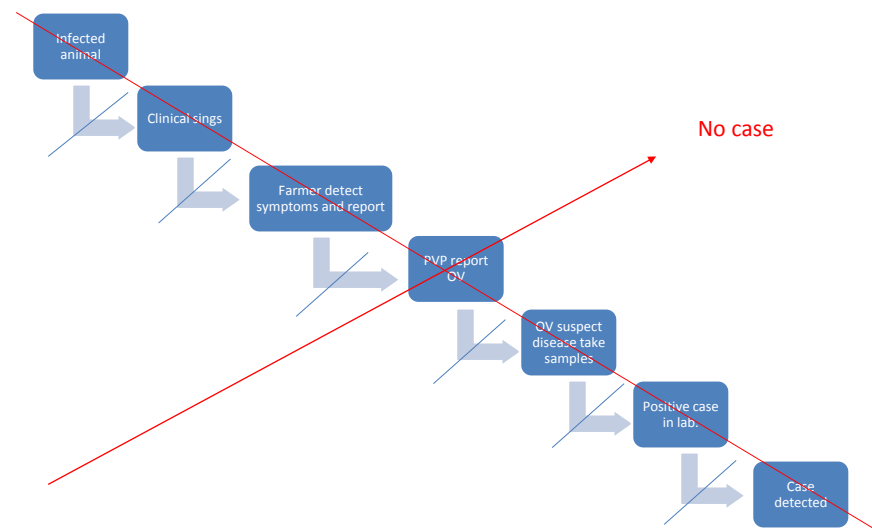 Infected
animal
Clinical sings
No case
Farmer detect
symptoms and report
PVP report
OV
OV suspect
disease take
samples
Positive case
in lab.
Case
detected